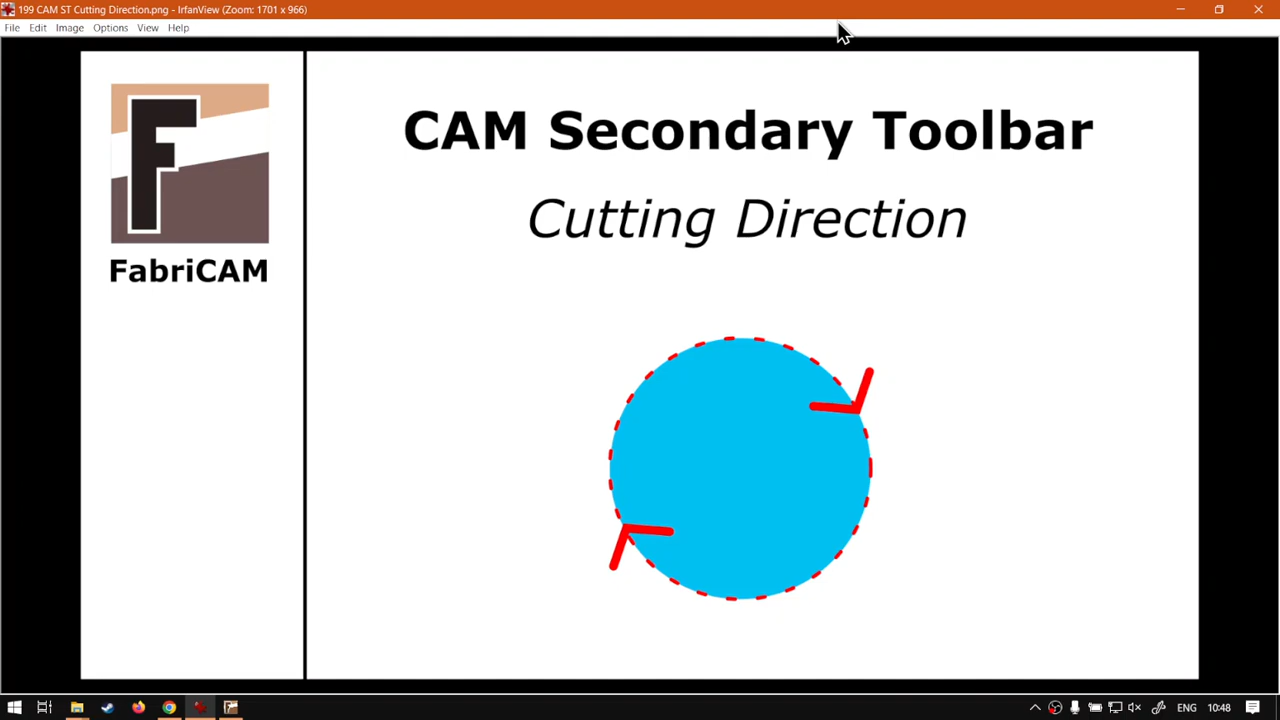 199 CAM ST Cutting Direction.png - IrfanView (Zoom: 1701 x 966)
File Edit Image Options View Help
F
FabriCAM
CAM Secondary Toolbar
Cutting Direction
ENG 10:48